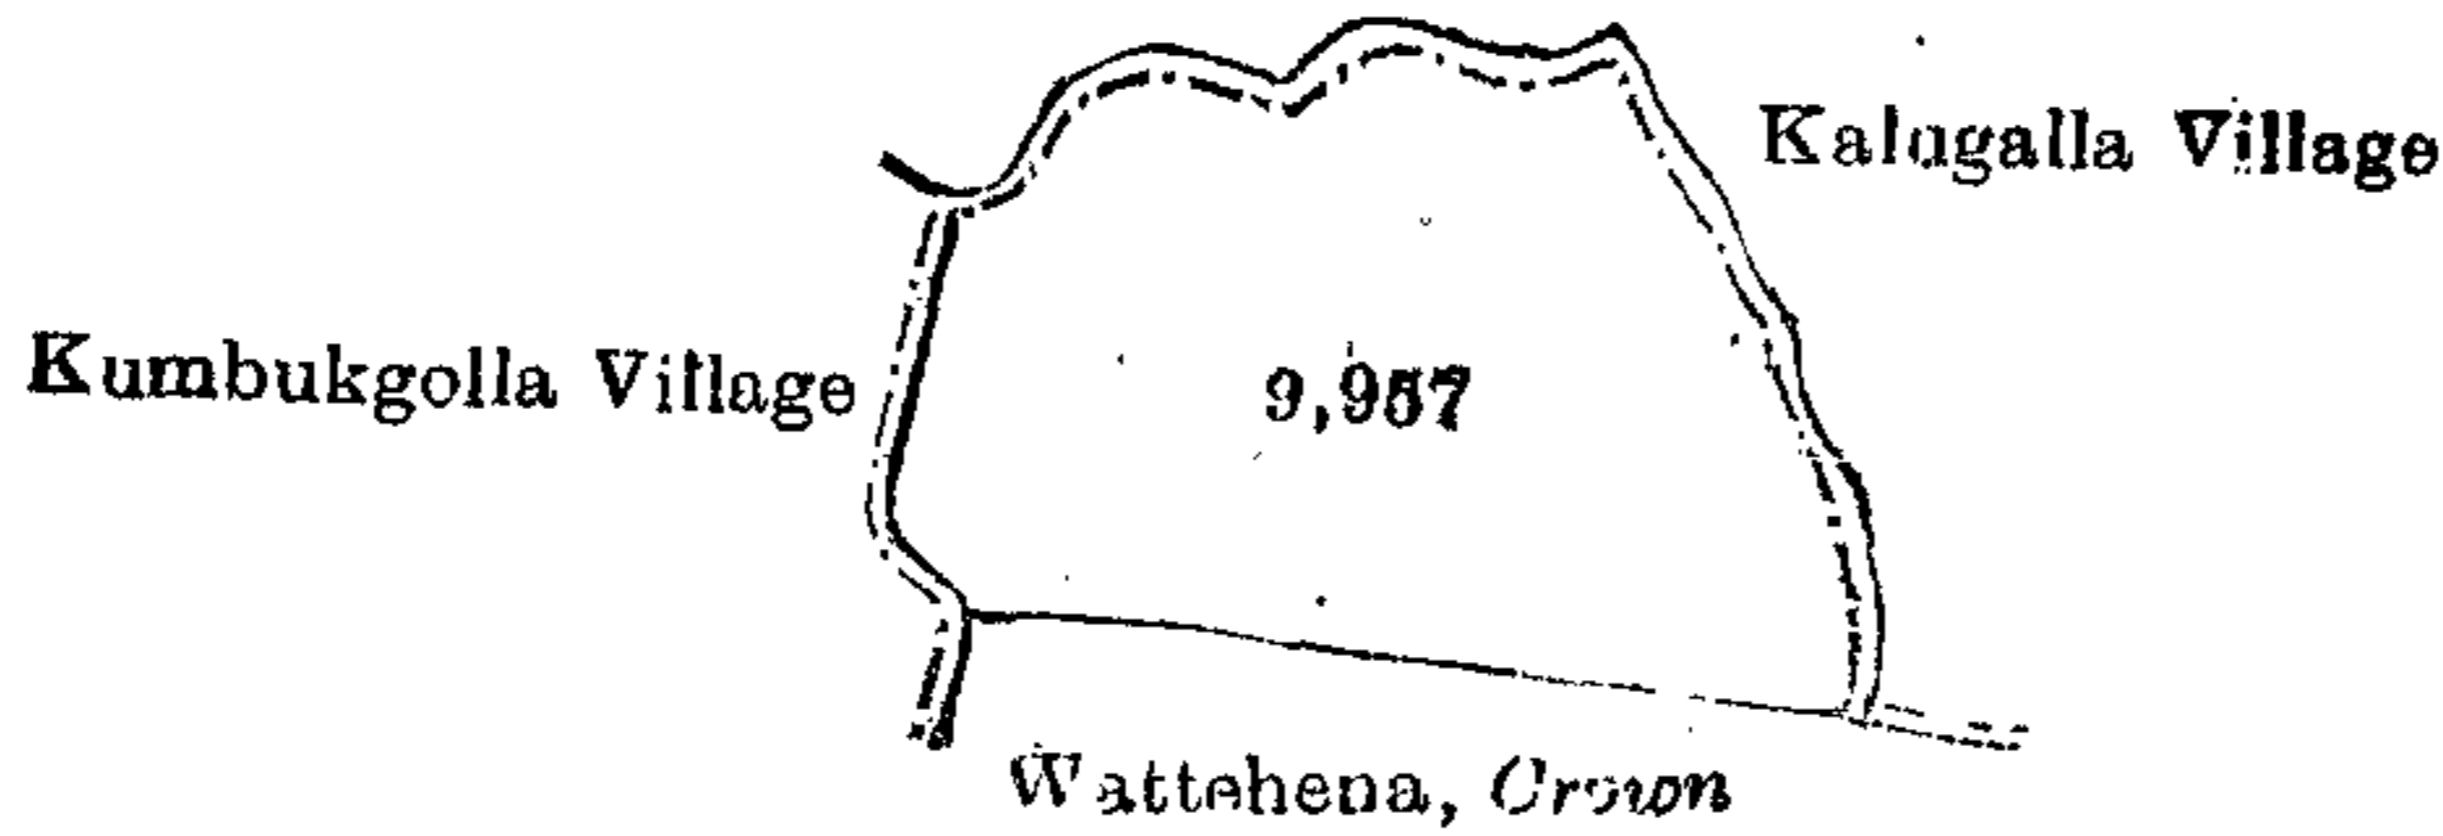 Kalugalla Village
Kumbukgolla Village
9,957
Wattehena, Crown